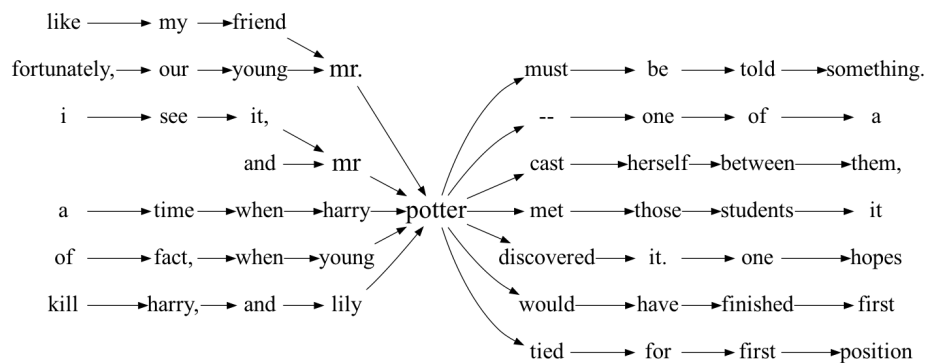 like my friend
fortunately, our young mr. must be told something.
i see it, -- one of a
and mr cast herself between them,
a time when harry potter met those students it
of fact, when young discovered it. one hopes
kill harry, and lily would have finished first
tied for first position